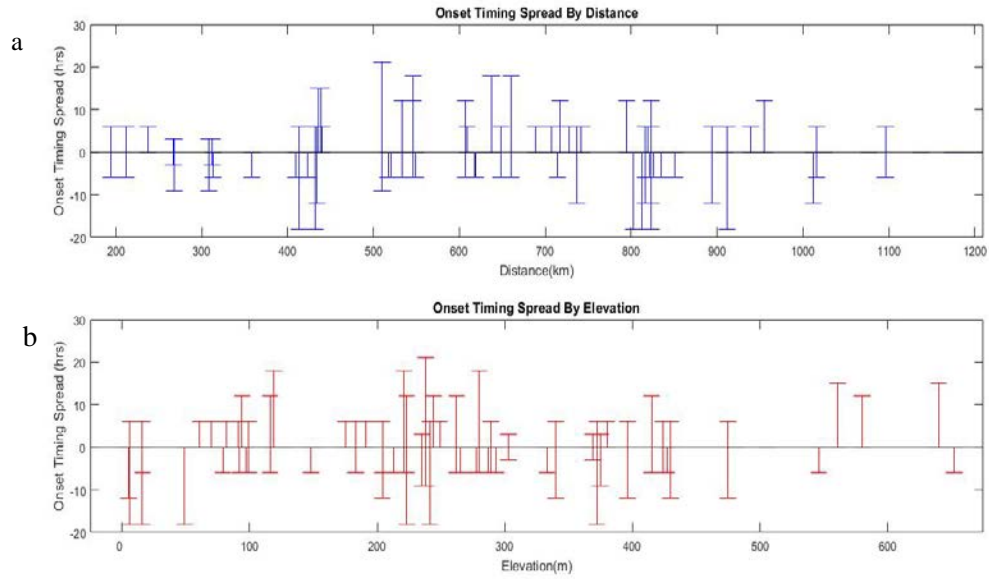 a
Onset Timing Spread By Distance
Onset Timing Spread (hrs)
30
20
10
0
-10
-20
200 300 400 500 600 700 800 900 1000 1100 1200
Distance(km)
b
Onset Timing Spread By Elevation
Onset Timing Spread (hrs)
30
20
10
0
-10
-20
0 100 200 300 400 500 600
Elevation(m)